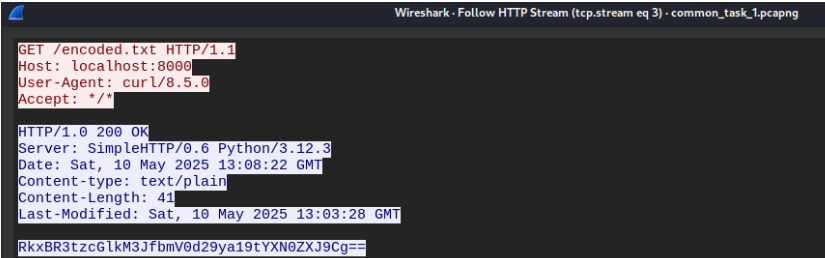 Wireshark · Follow HTTP Stream (tcp.stream eq 3) · common_task_1.pcapng
GET /encoded.txt HTTP/1.1
Host: localhost:8000
User-Agent: curl/8.5.0
Accept: */*
HTTP/1.0 200 OK
Server: SimpleHTTP/0.6 Python/3.12.3
Date: Sat, 10 May 2025 13:08:22 GMT
Content-type: text/plain
Content-Length: 41
Last-Modified: Sat, 10 May 2025 13:03:28 GMT
RkxBR3tzcGlkM3JfbmV0d29ya19tYXN0ZXJ9Cg==